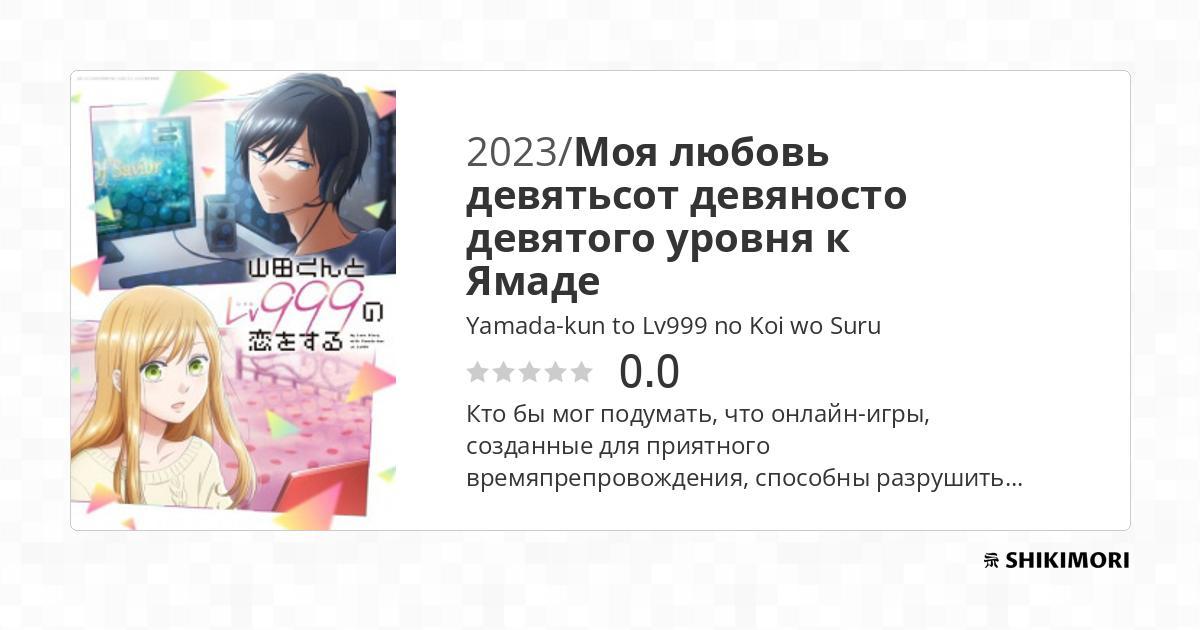 Of Savior
山田くんと
Lv999の
恋をする
2023/Моя любовь
девятьсот девяносто
девятого уровня к
Ямаде
Yamada-kun to Lv999 no Koi wo Suru
0.0
Кто бы мог подумать, что онлайн-игры,
созданные для приятного
времяпрепровождения, способны разрушить...
SHIKIMORI